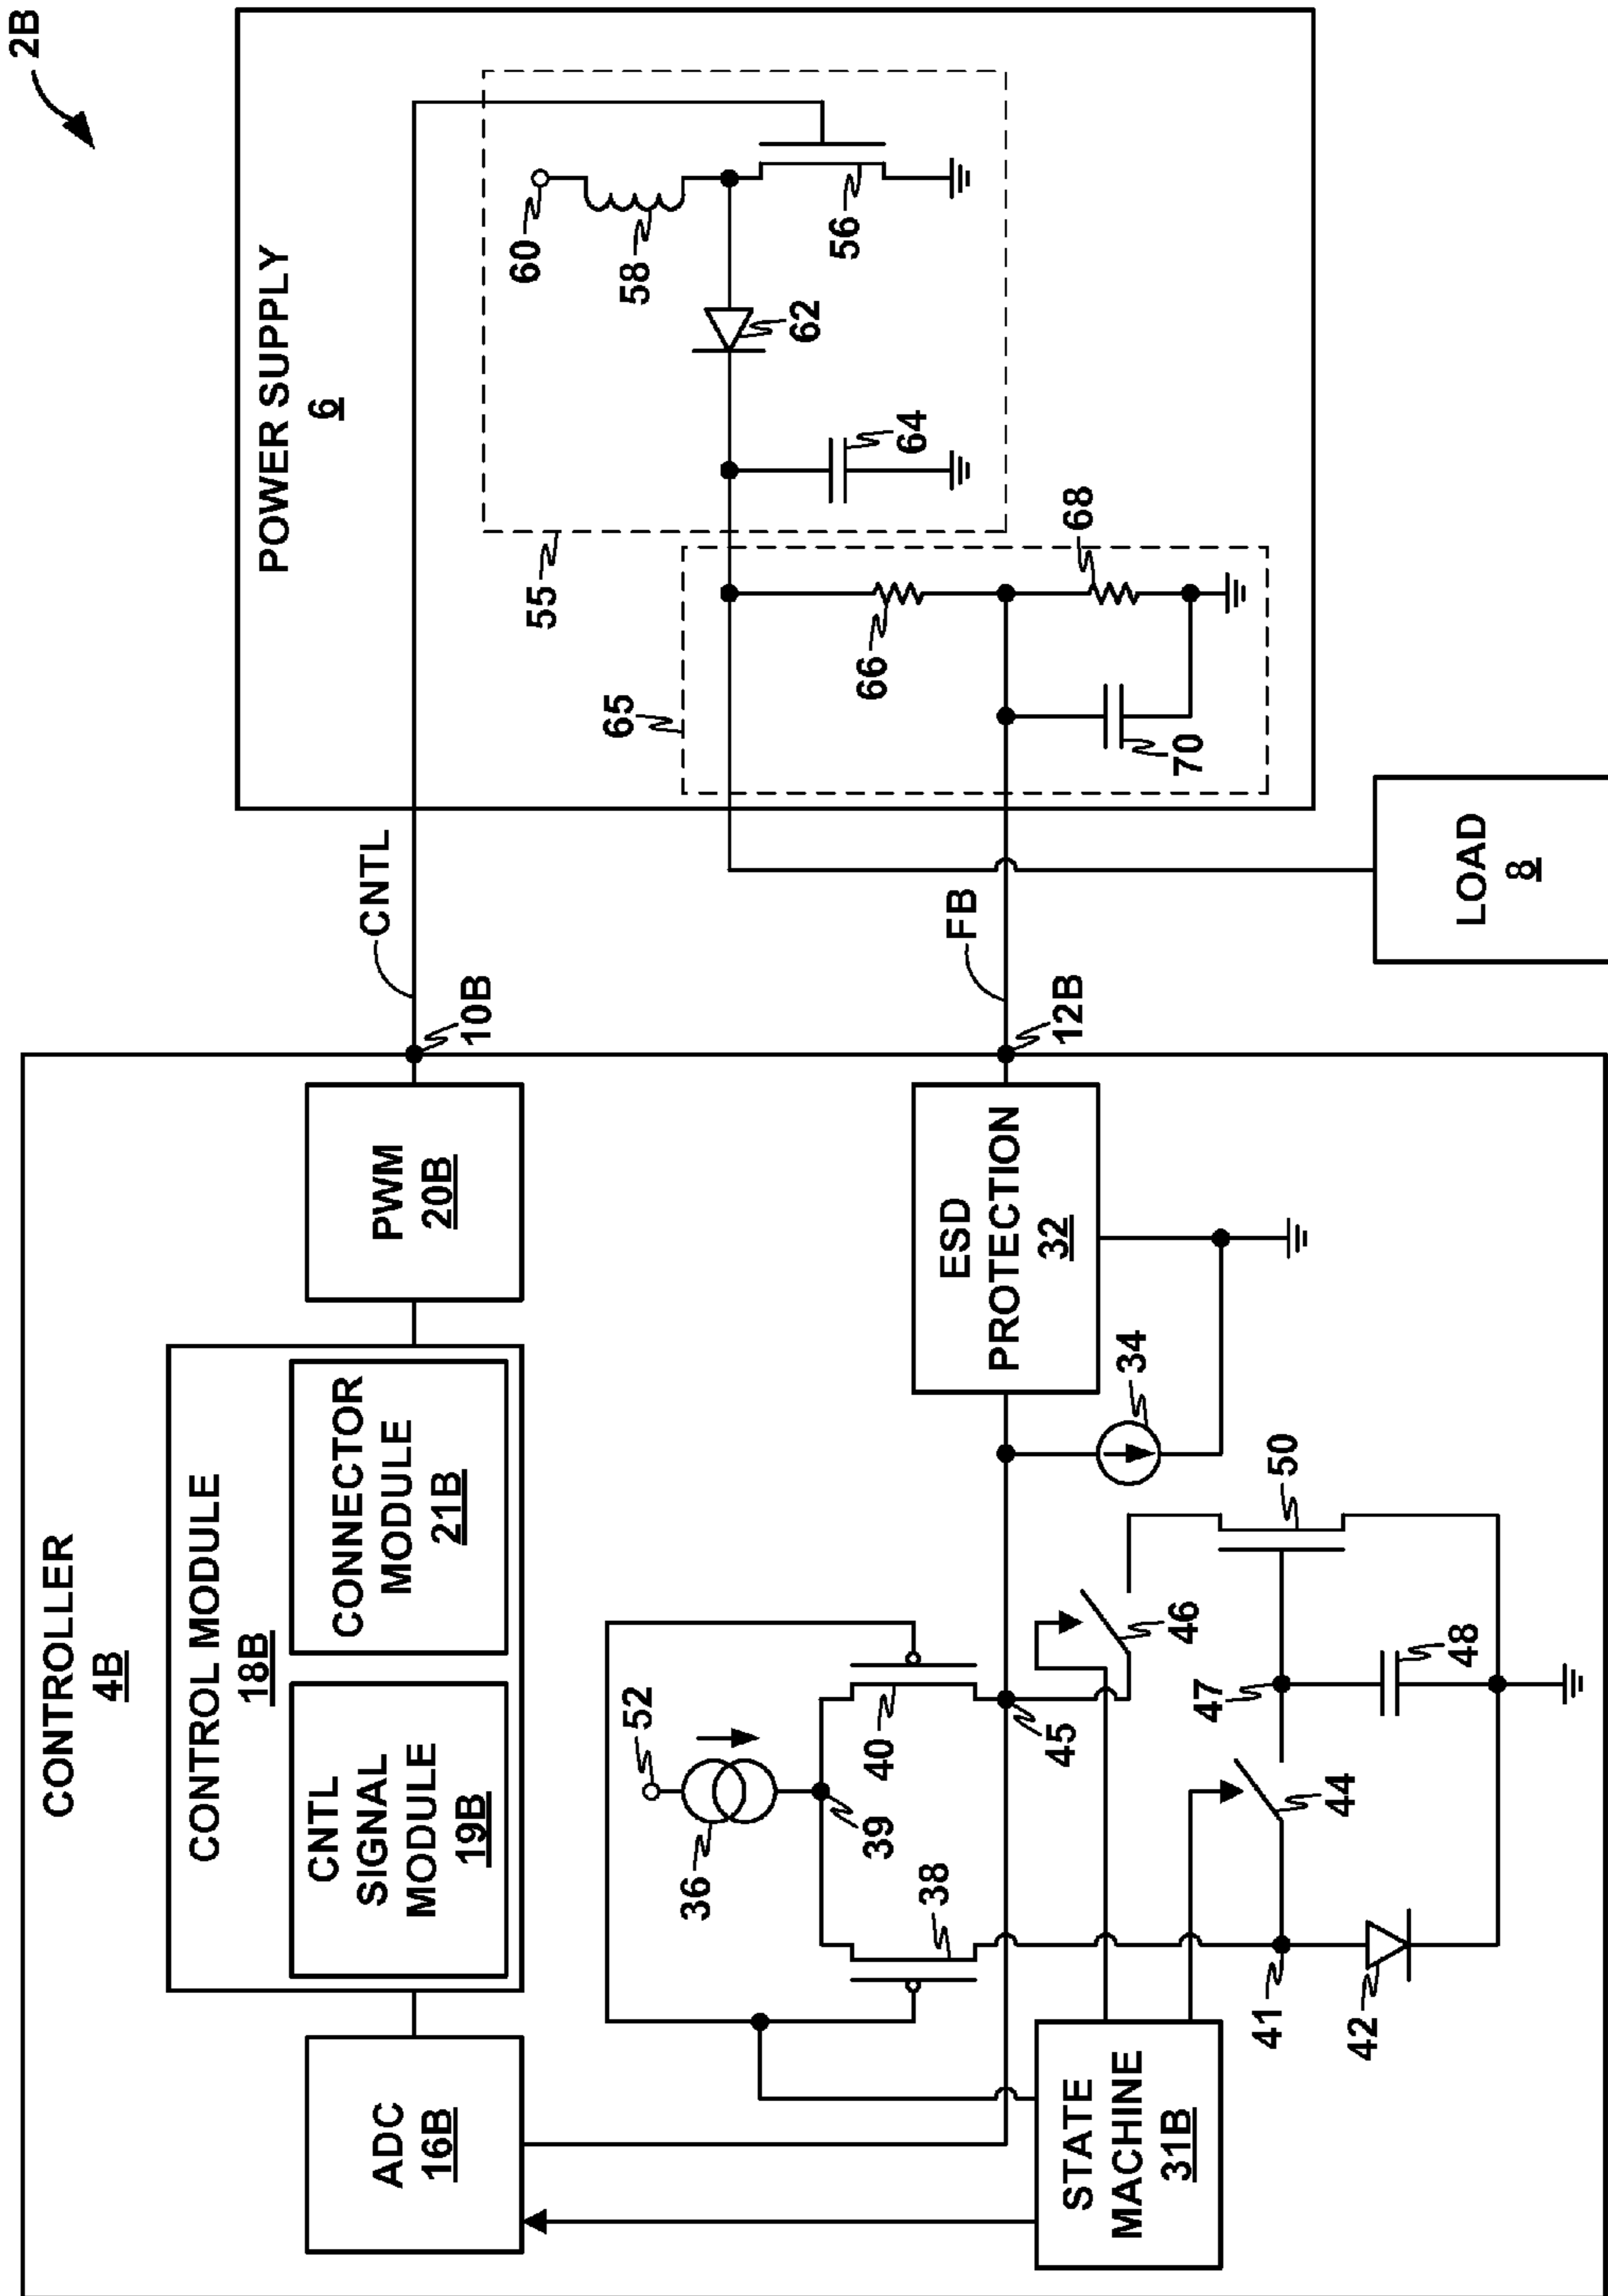 2B
CONTROLLER
4B
CONTROL MODULE
18B
CNTL
SIGNAL
MODULE
19B
CONNECTOR
MODULE
21B
ADC
16B
PWM
20B
10B
CNTL
POWER SUPPLY
6
60
58
56
62
64
55
65
66
68
70
FB
12B
LOAD
8
ESD
PROTECTION
32
34
52
36
39
38
40
45
46
50
47
48
44
41
42
STATE
MACHINE
31B